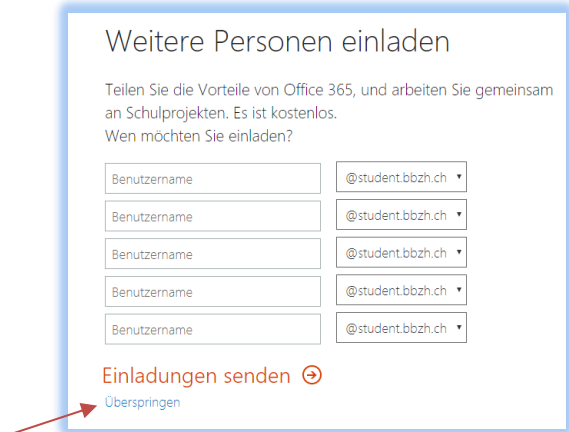 Weitere Personen einladen
Teilen Sie die Vorteile von Office 365, und arbeiten Sie gemeinsam
an Schulprojekten. Es ist kostenlos.
Wen möchten Sie einladen?
Benutzername @student.bbzh.ch
Benutzername @student.bbzh.ch
Benutzername @student.bbzh.ch
Benutzername @student.bbzh.ch
Benutzername @student.bbzh.ch
Einladungen senden
Überspringen